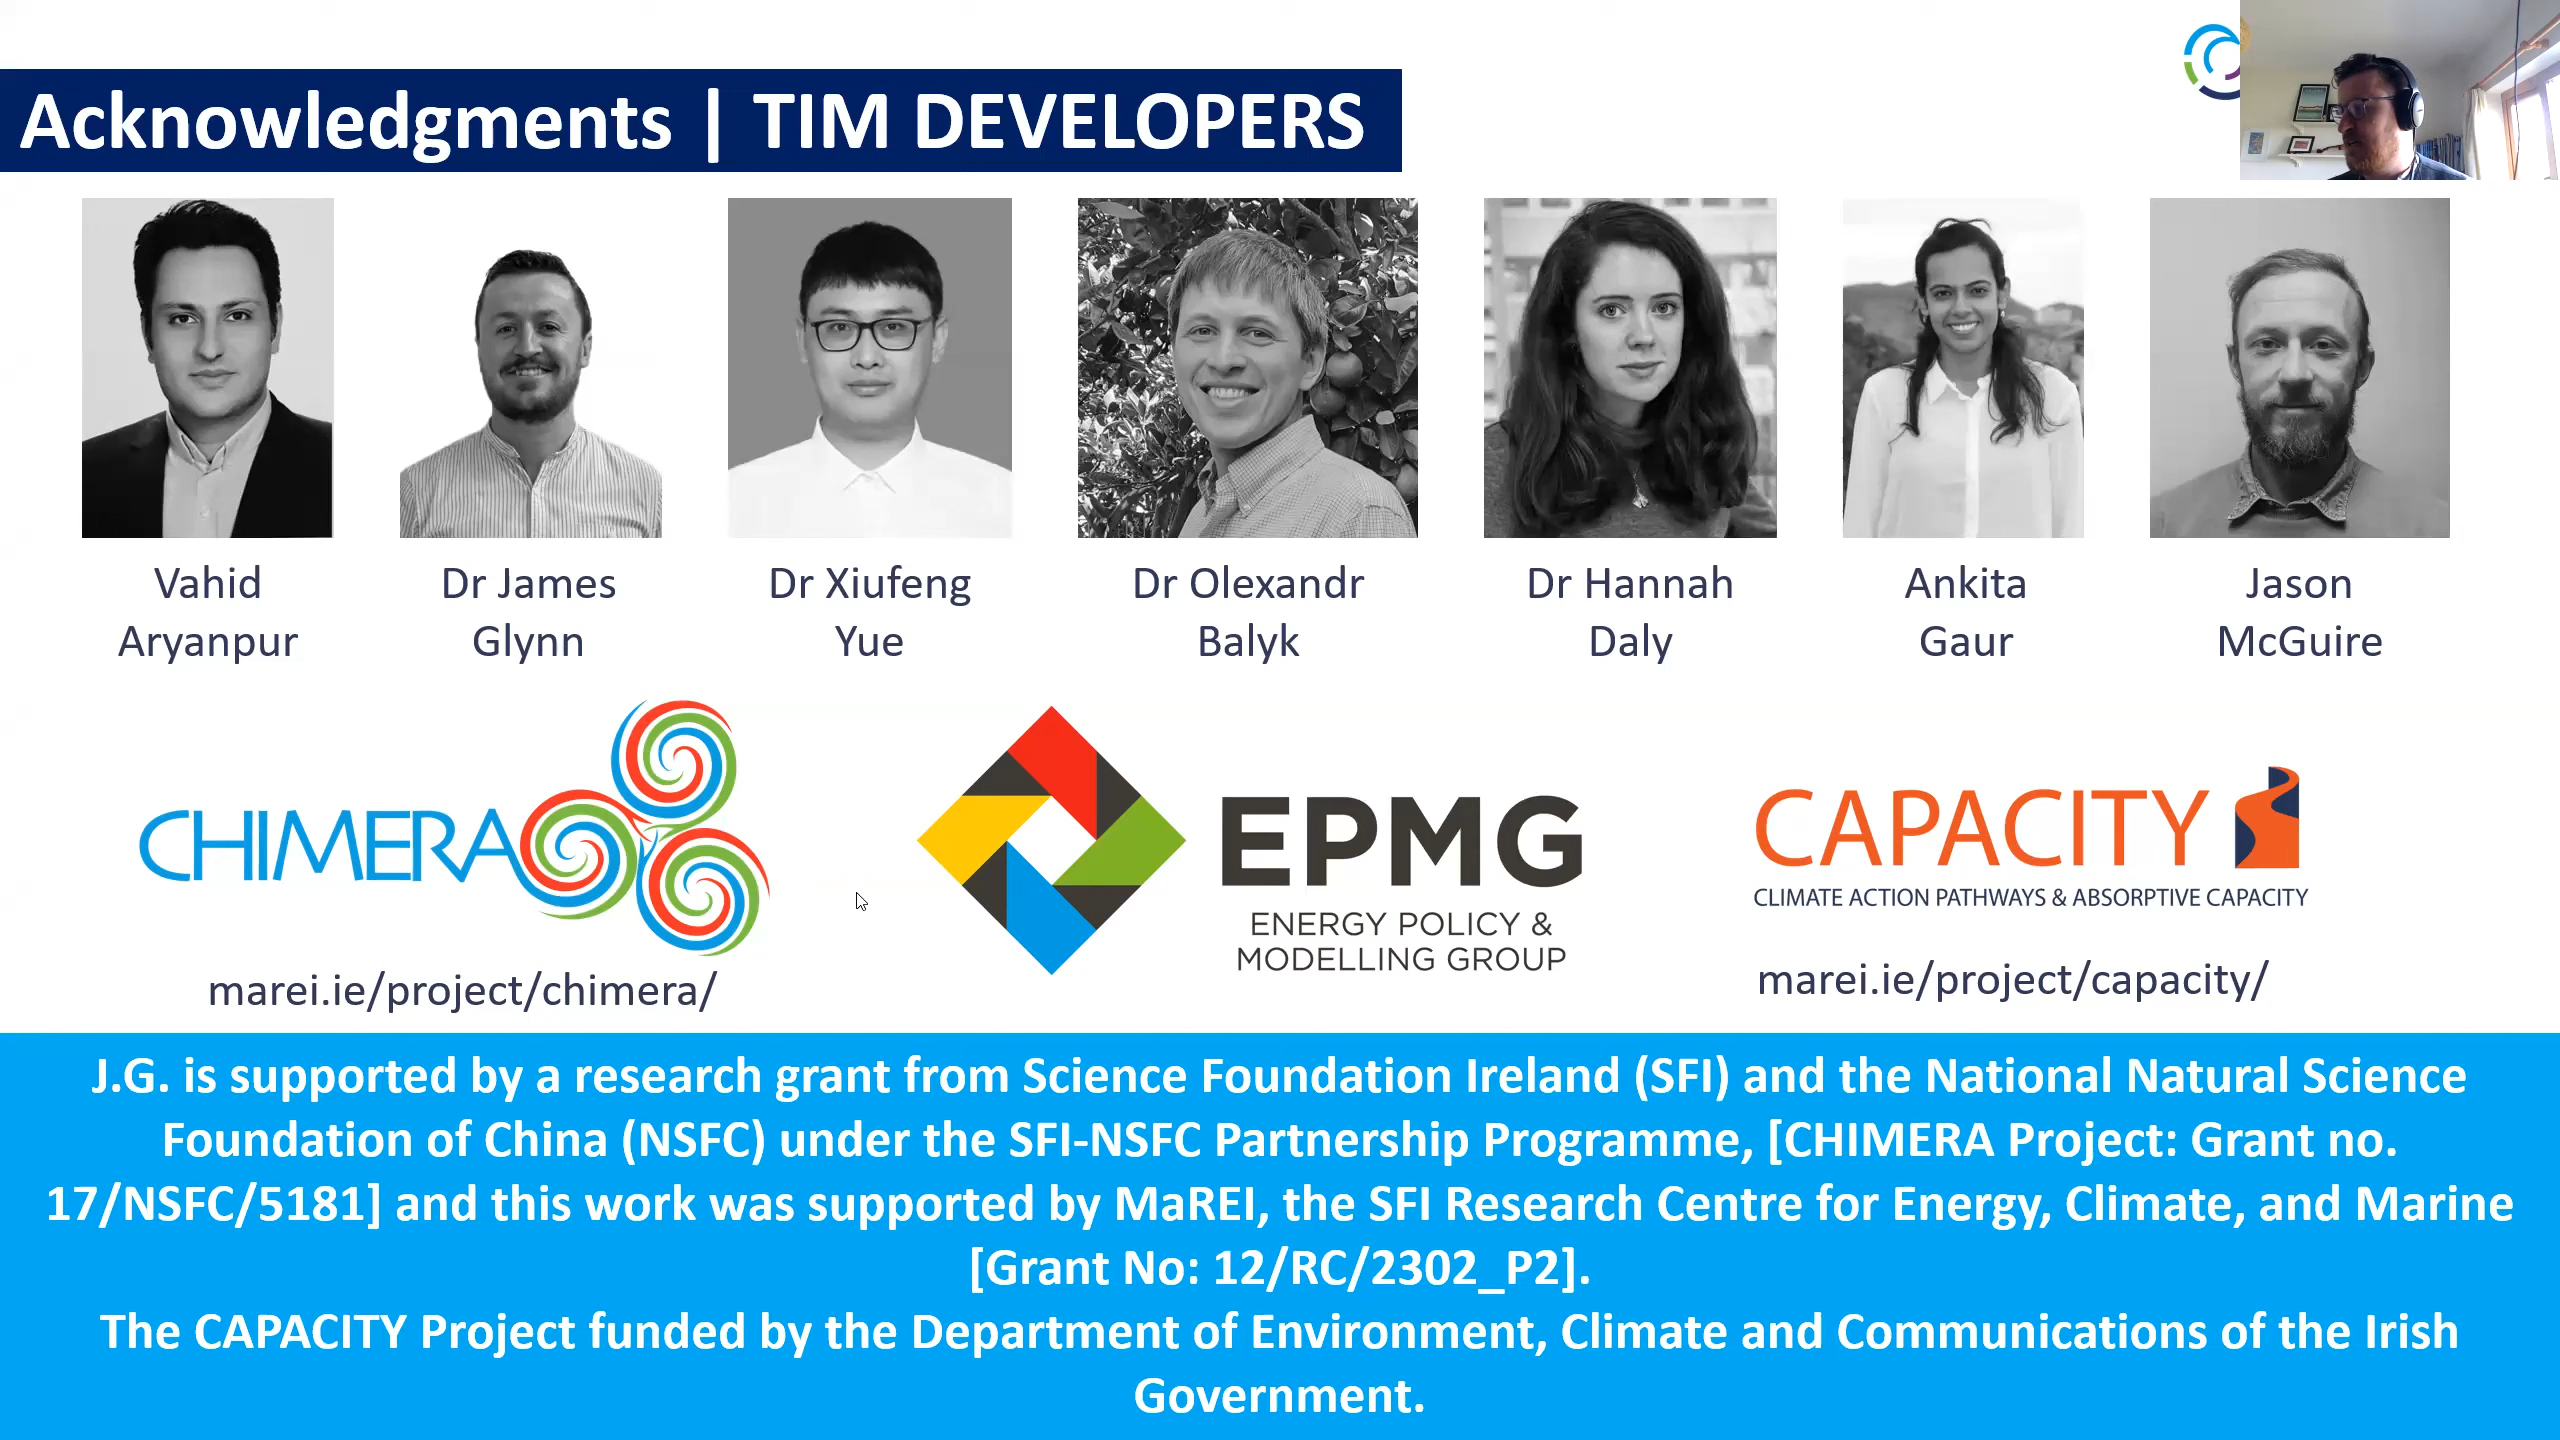 Acknowledgments | TIM DEVELOPERS
Vahid
Aryanpur
Dr James
Glynn
Dr Xiufeng
Yue
Dr Olexandr
Balyk
Dr Hannah
Daly
Ankita
Gaur
Jason
McGuire
CHIMERA
marei.ie/project/chimera/
EPMG
ENERGY POLICY &
MODELLING GROUP
CAPACITY
CLIMATE ACTION PATHWAYS & ABSORPTIVE CAPACITY
marei.ie/project/capacity/
J.G. is supported by a research grant from Science Foundation Ireland (SFI) and the National Natural Science
Foundation of China (NSFC) under the SFI-NSFC Partnership Programme, [CHIMERA Project: Grant no.
17/NSFC/5181] and this work was supported by MaREI, the SFI Research Centre for Energy, Climate, and Marine
[Grant No: 12/RC/2302_P2].
The CAPACITY Project funded by the Department of Environment, Climate and Communications of the Irish
Government.